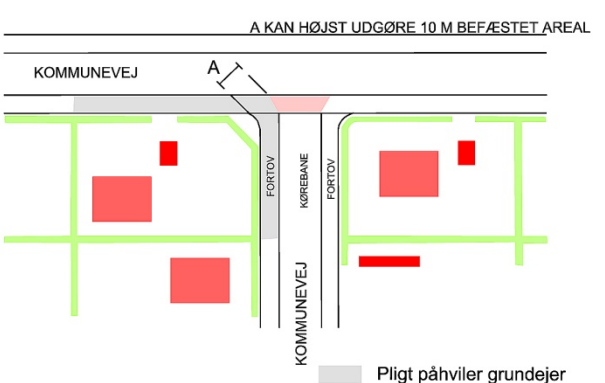 A KAN HØJST UDGØRE 10 M BEFÆSTET AREAL
KOMMUNEVEJ
A
FORTOV
KØREBANE
FORTOV
KOMMUNEVEJ
Pligt påhviler grundejer